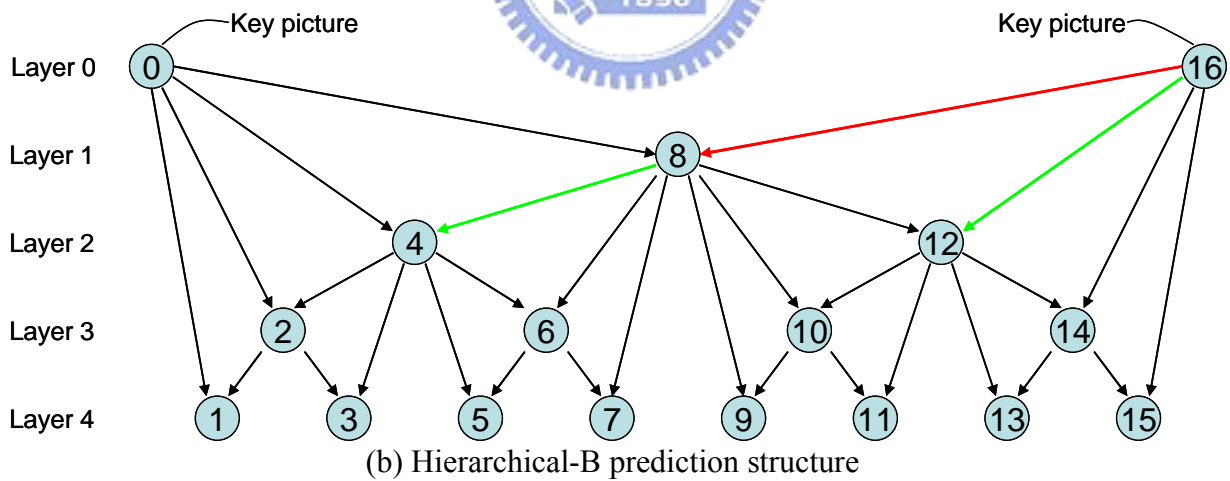 1896
Key picture
Key picture
Layer 0
0
16
Layer 1
8
Layer 2
4
12
Layer 3
2
6
10
14
Layer 4
1
3
5
7
9
11
13
15
(b) Hierarchical-B prediction structure